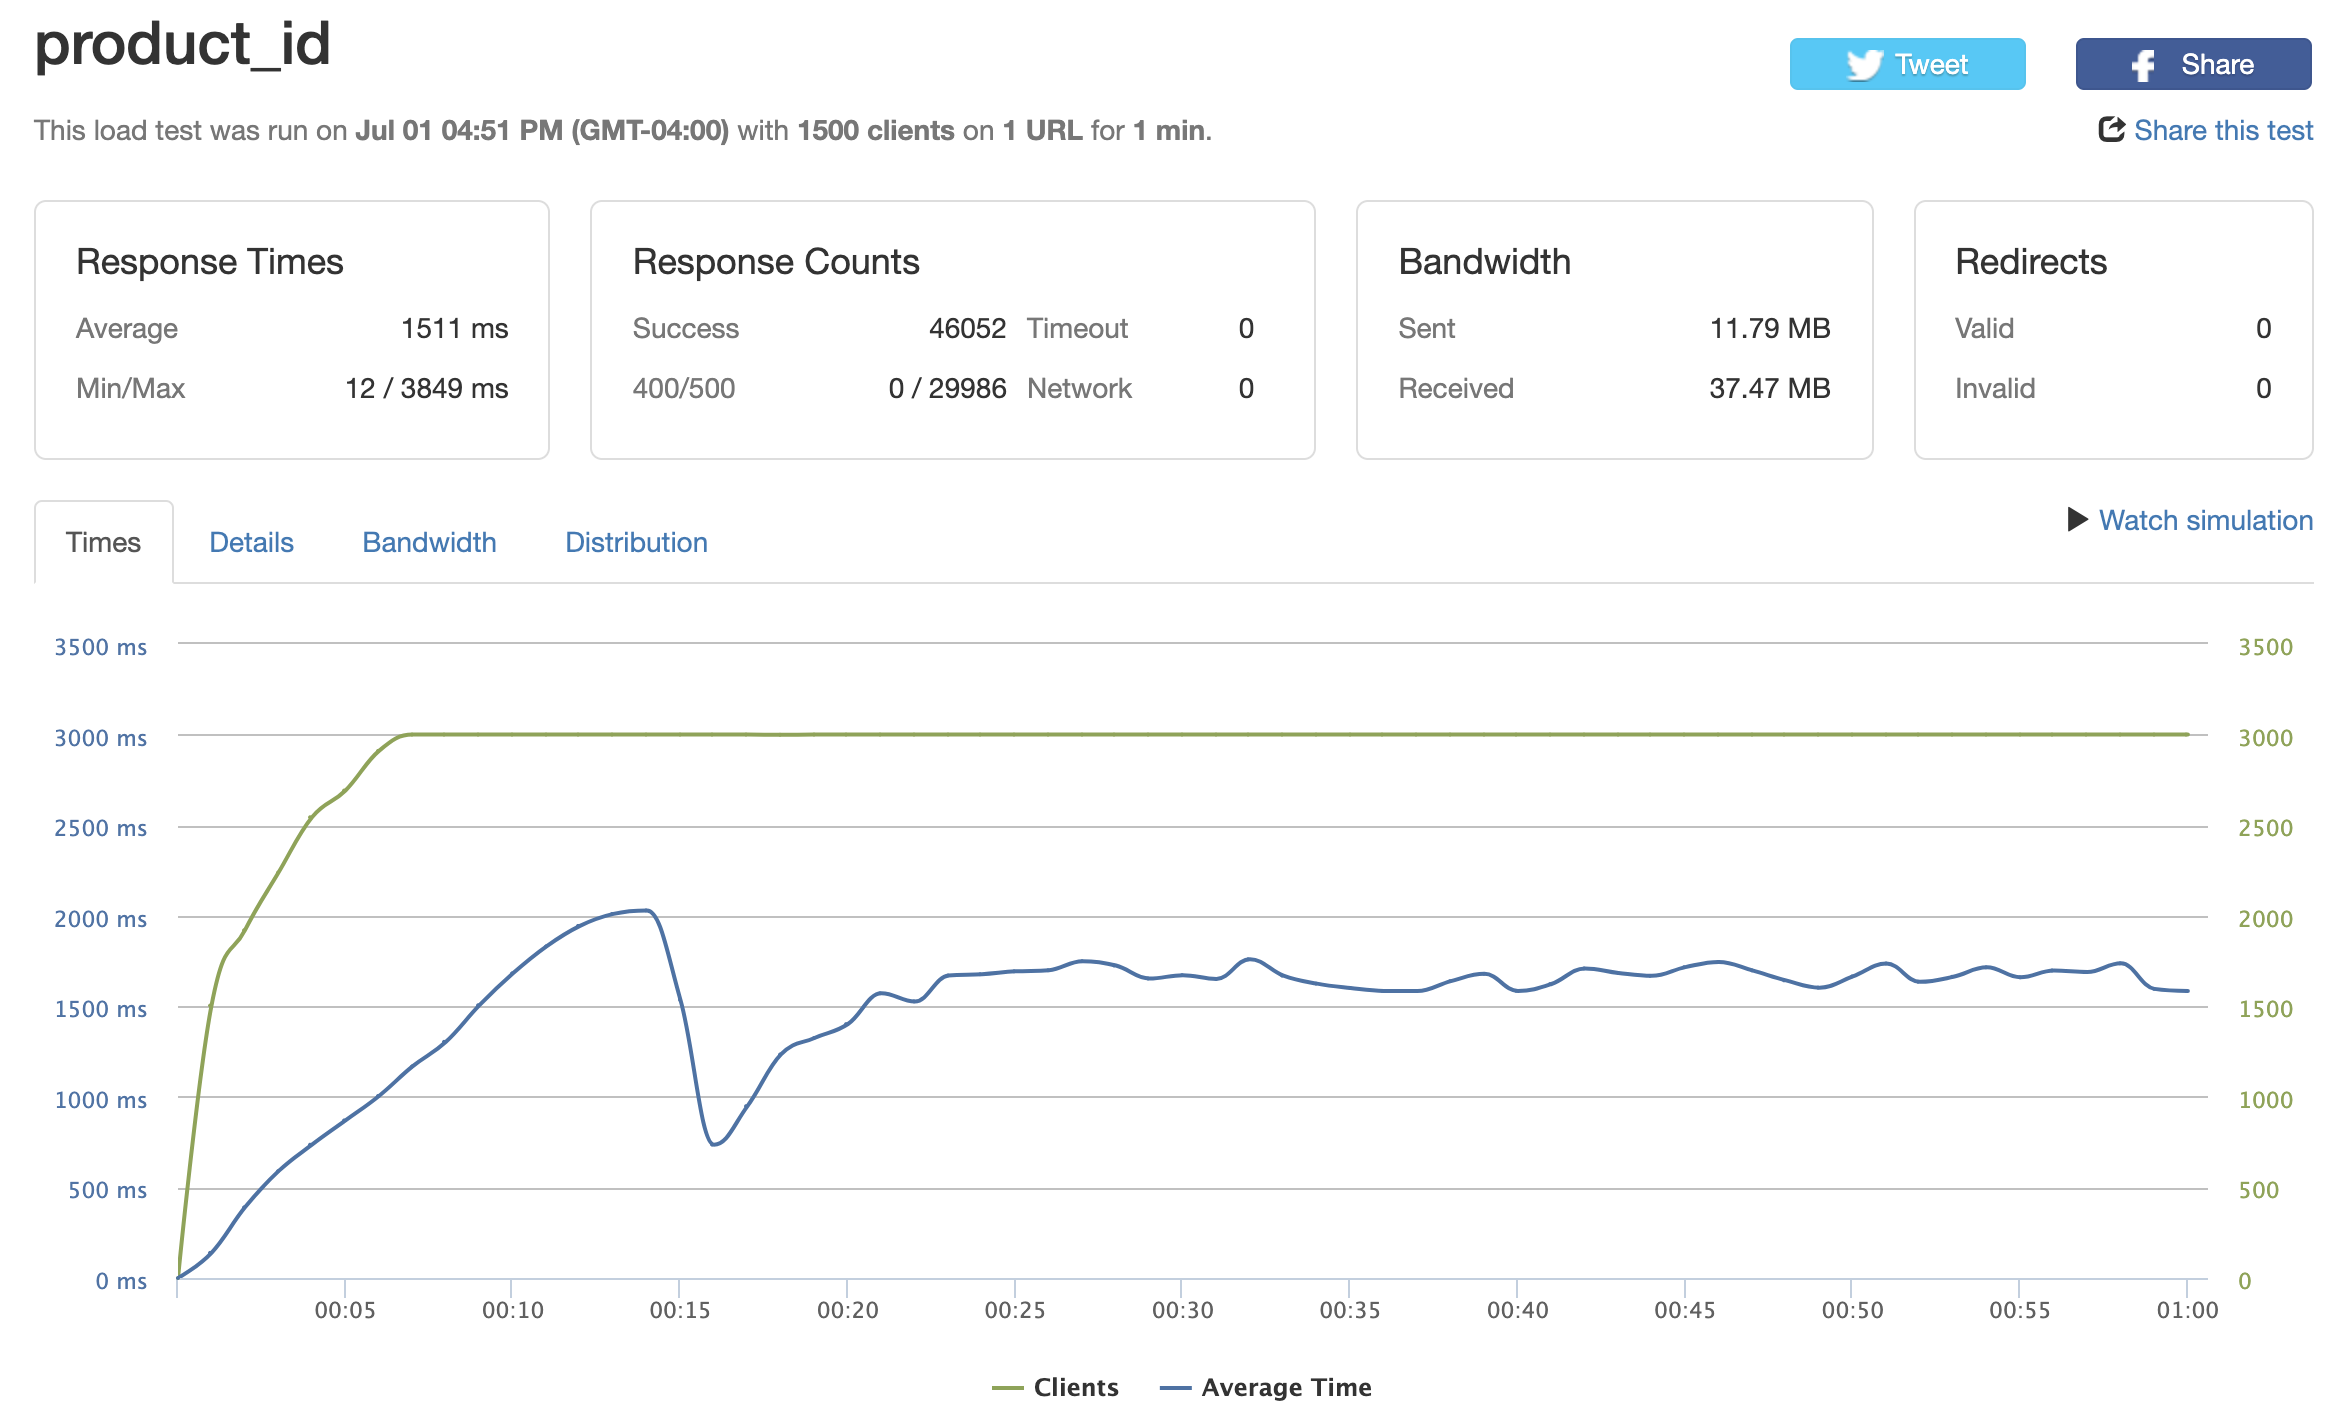 product_id
Tweet
Share
This load test was run on Jul 01 04:51 PM (GMT-04:00) with 1500 clients on 1 URL for 1 min.
Share this test
Response Times
Average 1511 ms
Min/Max 12 / 3849 ms
Response Counts
Success 46052 Timeout 0
400/500 0 / 29986 Network 0
Bandwidth
Sent 11.79 MB
Received 37.47 MB
Redirects
Valid 0
Invalid 0
Times Details Bandwidth Distribution
Watch simulation
3500 ms 3500
3000 ms 3000
2500 ms 2500
2000 ms 2000
1500 ms 1500
1000 ms 1000
500 ms 500
0 ms 0
00:05 00:10 00:15 00:20 00:25 00:30 00:35 00:40 00:45 00:50 00:55 01:00
Clients Average Time